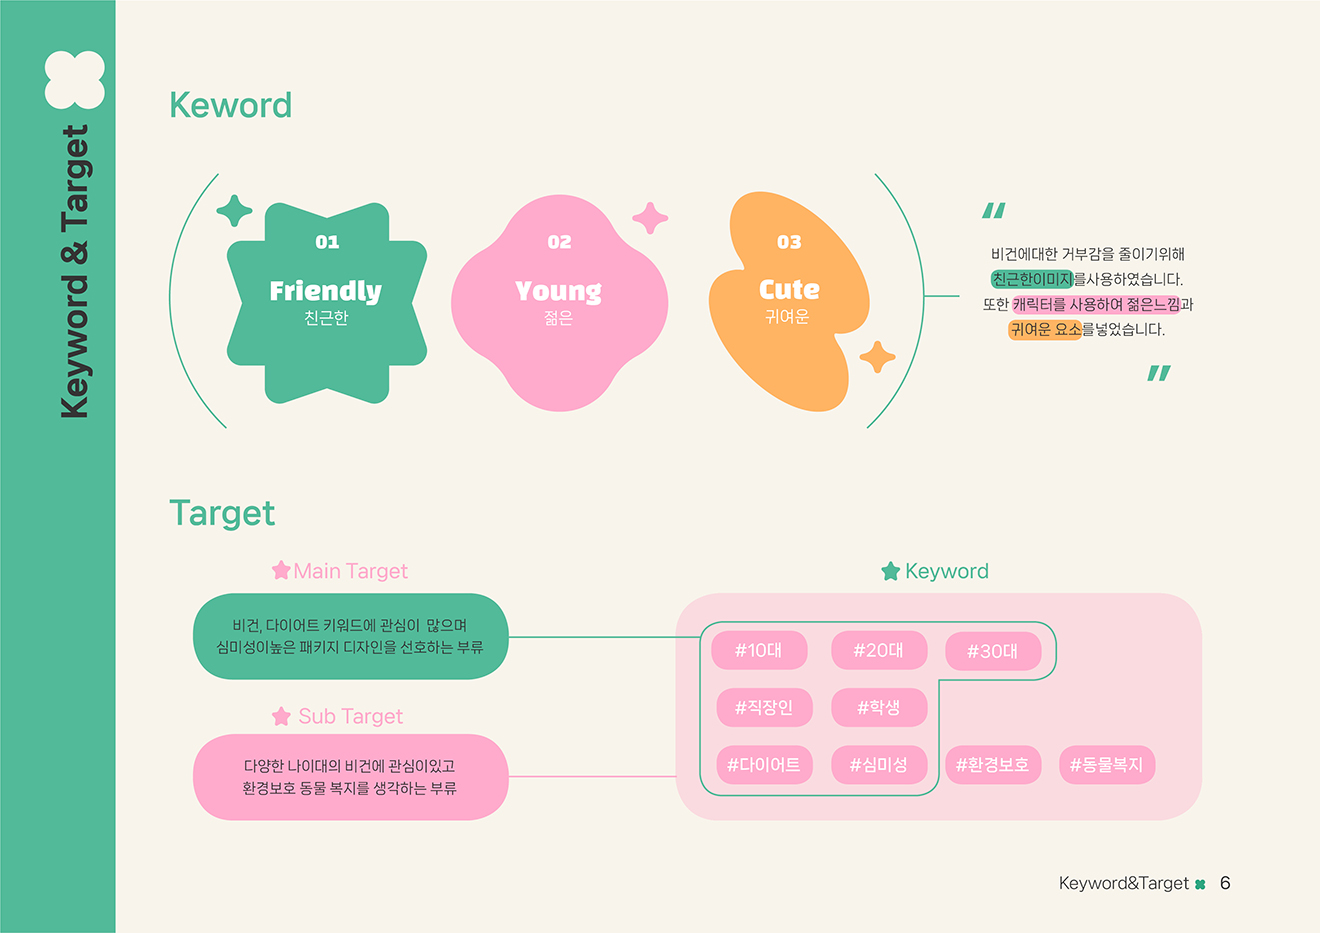 Keyword & Target
Keword
01
Friendly
친근한
02
Young
젊은
03
Cute
귀여운
"
비건에대한 거부감을 줄이기위해
친근한이미지를사용하였습니다.
또한 캐릭터를 사용하여 젊은느낌과
귀여운 요소를넣었습니다.
"
Target
Main Target
비건, 다이어트 키워드에 관심이 많으며
심미성이높은 패키지 디자인을 선호하는 부류
Sub Target
다양한 나이대의 비건에 관심이있고
환경보호 동물 복지를 생각하는 부류
Keyword
#10대 #20대 #30대
#직장인 #학생
#다이어트 #심미성 #환경보호 #동물복지
Keyword&Target 6